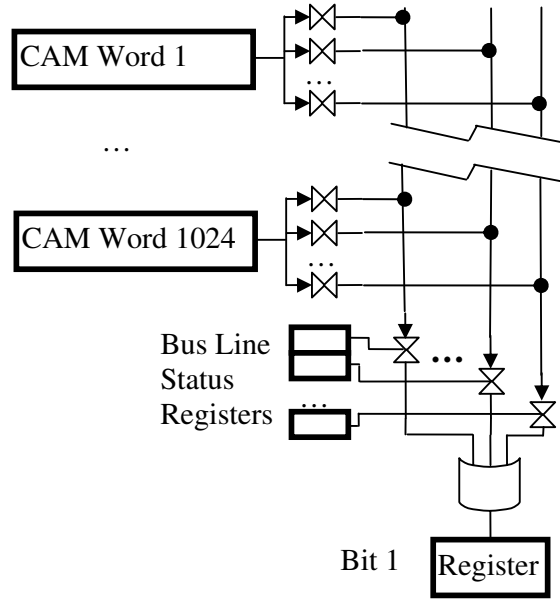 CAM Word 1
...
...
CAM Word 1024
...
Bus Line
Status
Registers
...
...
Bit 1
Register